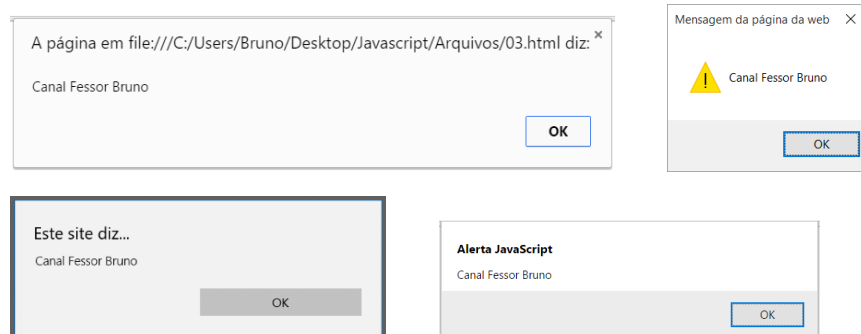 A página em file:///C:/Users/Bruno/Desktop/Javascript/Arquivos/03.html diz:
Canal Fessor Bruno
OK
Mensagem da página da web
Canal Fessor Bruno
OK
Este site diz...
Canal Fessor Bruno
OK
Alerta JavaScript
Canal Fessor Bruno
OK